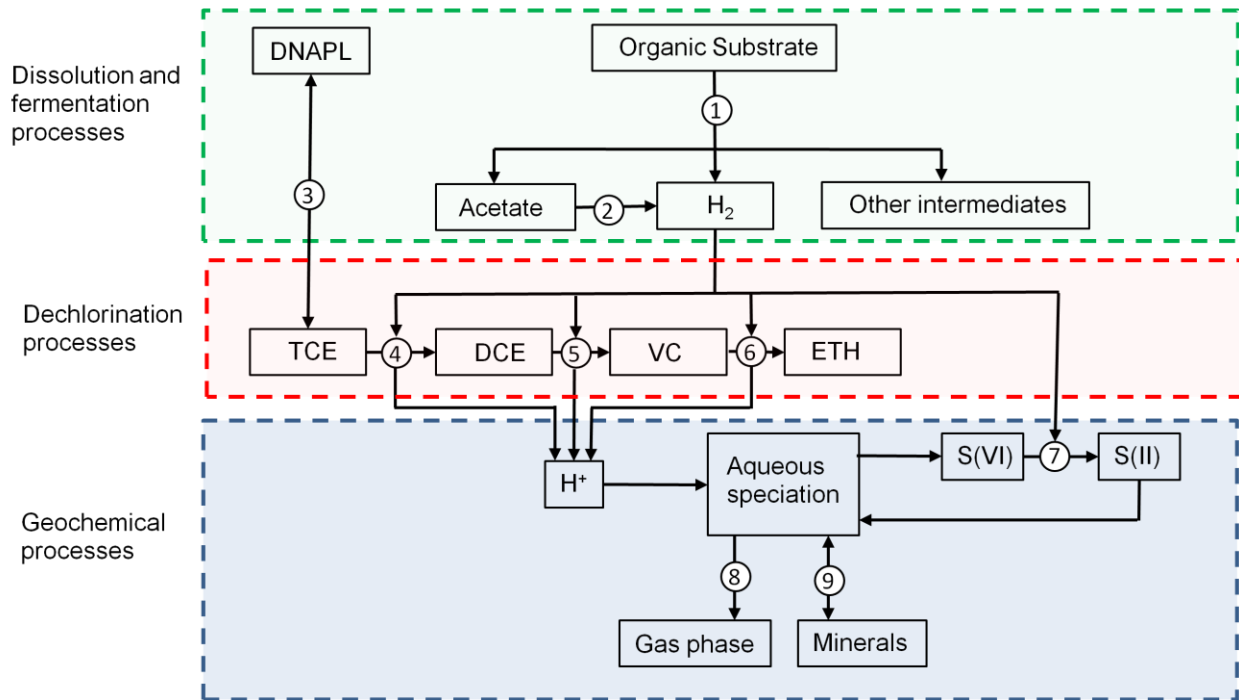 DNAPL
Organic Substrate
Dissolution and
fermentation
processes
1
3
Acetate
2
H2
Other intermediates
Dechlorination
processes
TCE
4
DCE
5
VC
6
ETH
Geochemical
processes
H+
Aqueous
speciation
S(VI)
7
S(II)
8
9
Gas phase
Minerals